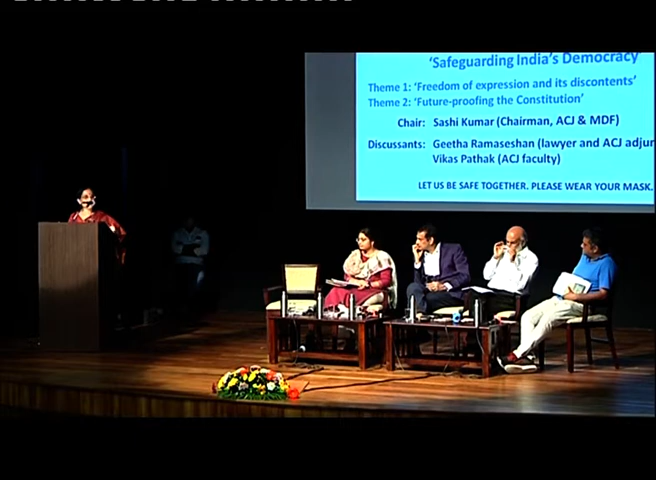 'Safeguarding India's Democracy'
Theme 1: 'Freedom of expression and its discontents'
Theme 2: 'Future-proofing the Constitution'
Chair: Sashi Kumar (Chairman, ACJ & MDF)
Discussants: Geetha Ramaseshan (lawyer and ACJ adjun
Vikas Pathak (ACJ faculty)
LET US BE SAFE TOGETHER. PLEASE WEAR YOUR MASK.